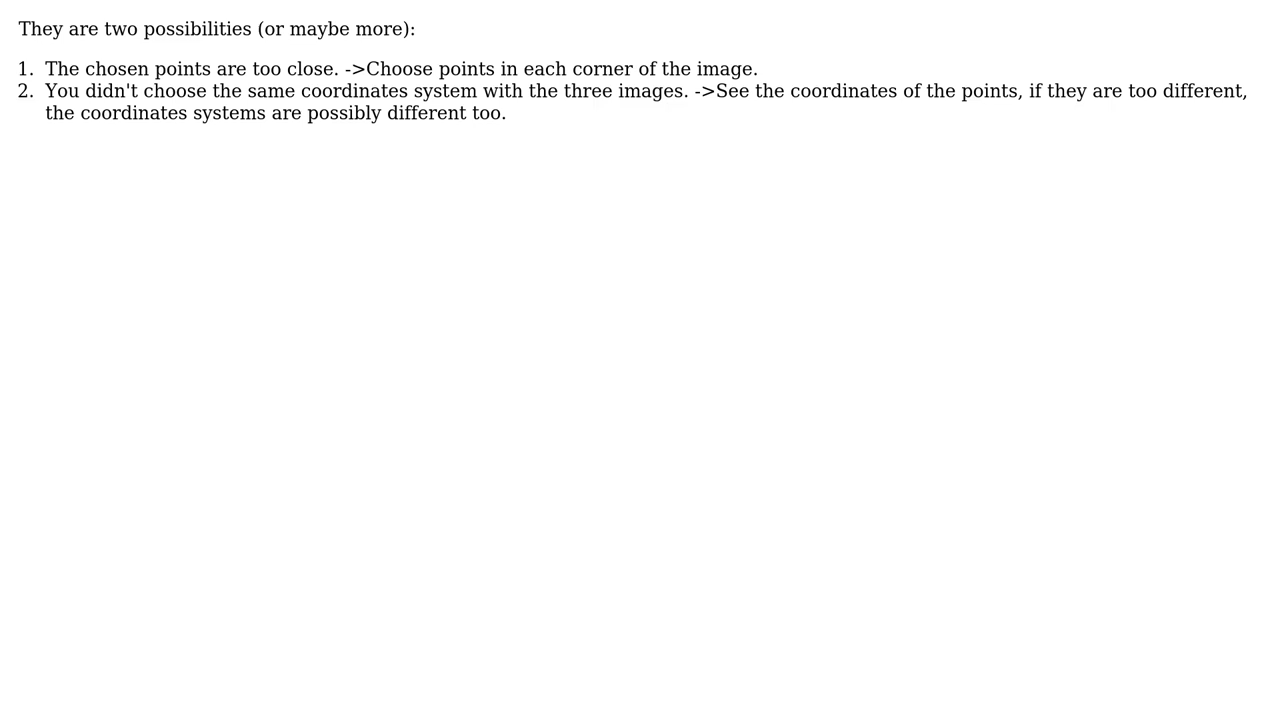 They are two possibilities (or maybe more):
1. The chosen points are too close. ->Choose points in each corner of the image.
2. You didn't choose the same coordinates system with the three images. ->See the coordinates of the points, if they are too different,
the coordinates systems are possibly different too.